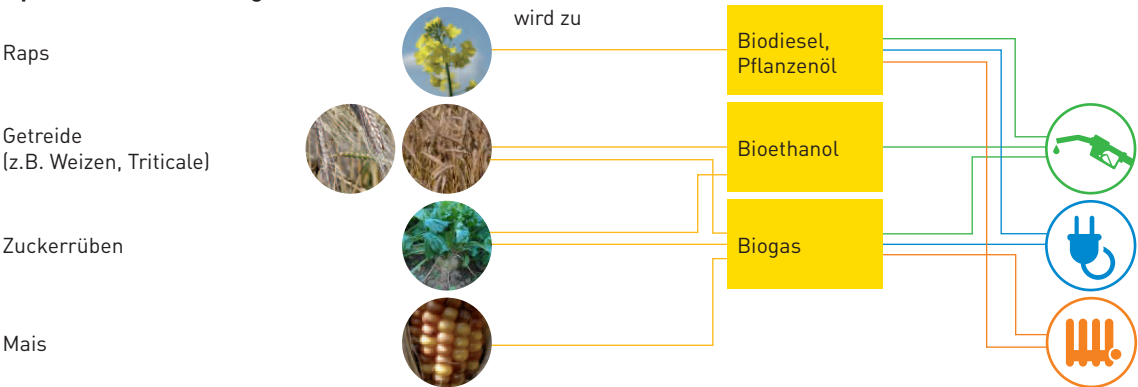 wird zu
Raps
Biodiesel,
Pflanzenöl
Getreide
(z.B. Weizen, Triticale)
Bioethanol
Zuckerrüben
Biogas
Mais